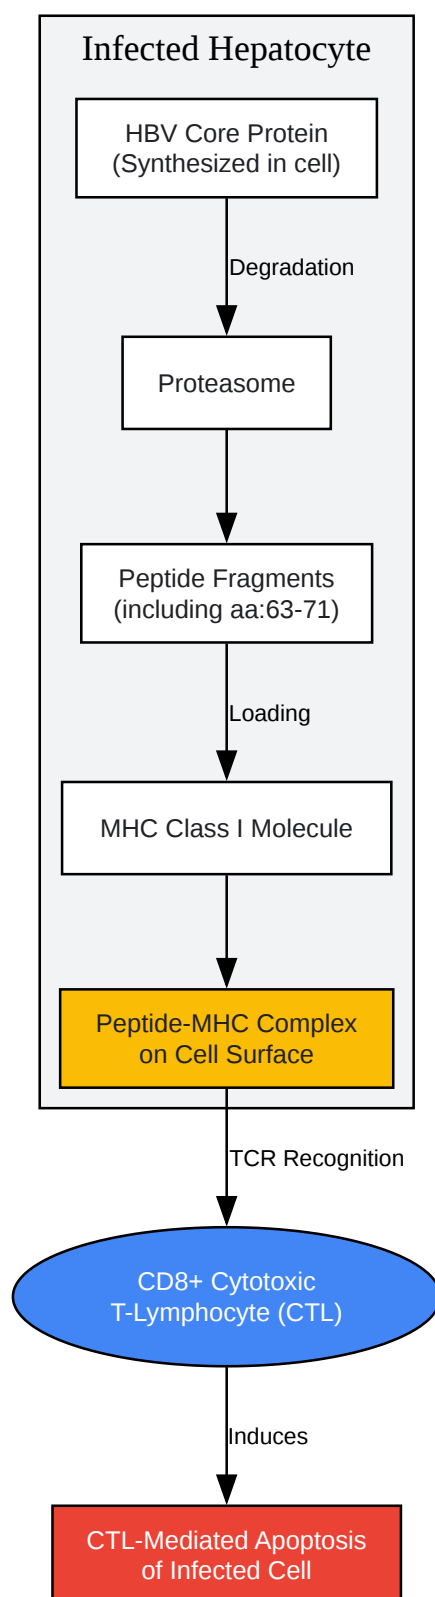 Infected Hepatocyte
HBV Core Protein
(Synthesized in cell)
Degradation
Proteasome
Peptide Fragments
(including aa:63-71)
Loading
MHC Class I Molecule
Peptide-MHC Complex
on Cell Surface
TCR Recognition
CD8+ Cytotoxic
T-Lymphocyte (CTL)
Induces
CTL-Mediated Apoptosis
of Infected Cell